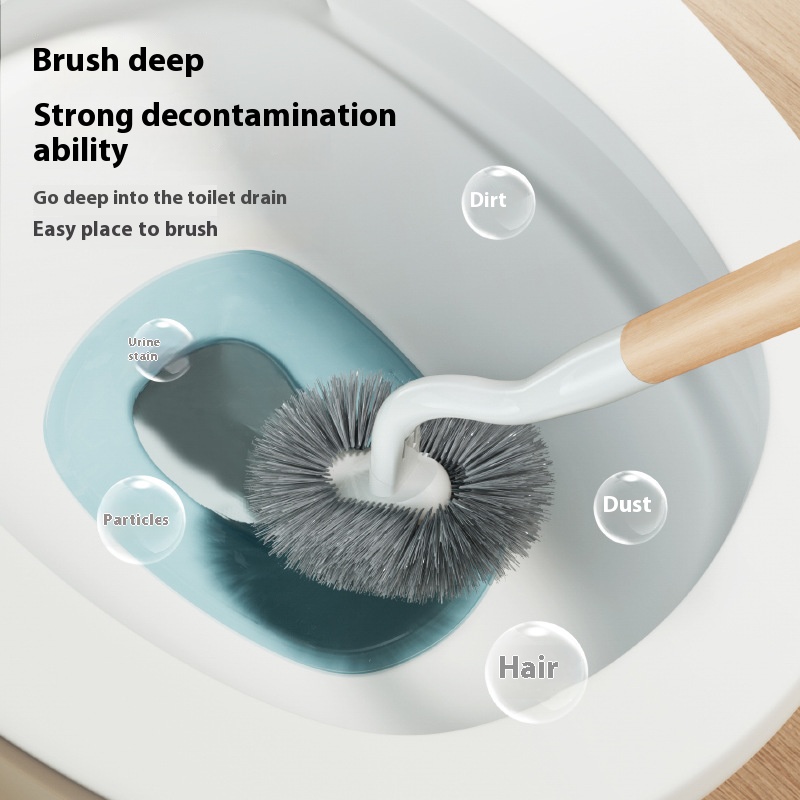 Brush deep
Strong decontamination
ability
Go deep into the toilet drain
Easy place to brush
Dirt
Urine
stain
Particles
Dust
Hair